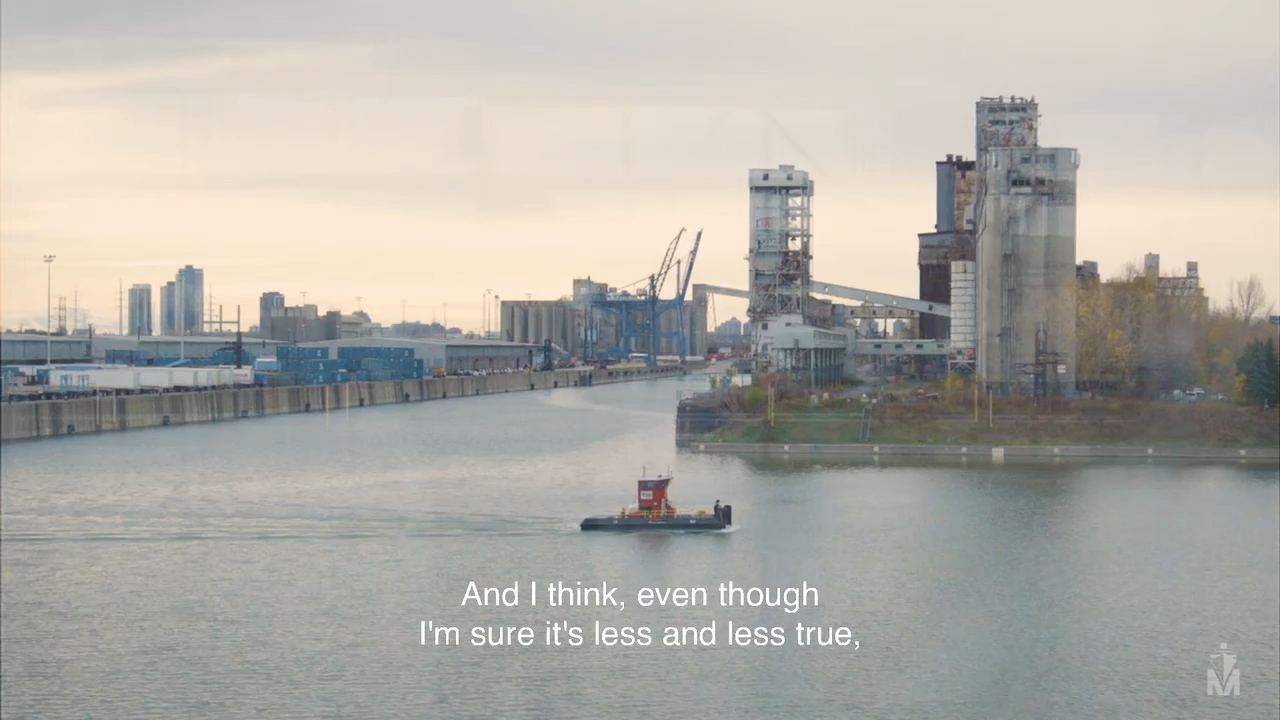 And I think, even though
I'm sure it's less and less true,
M